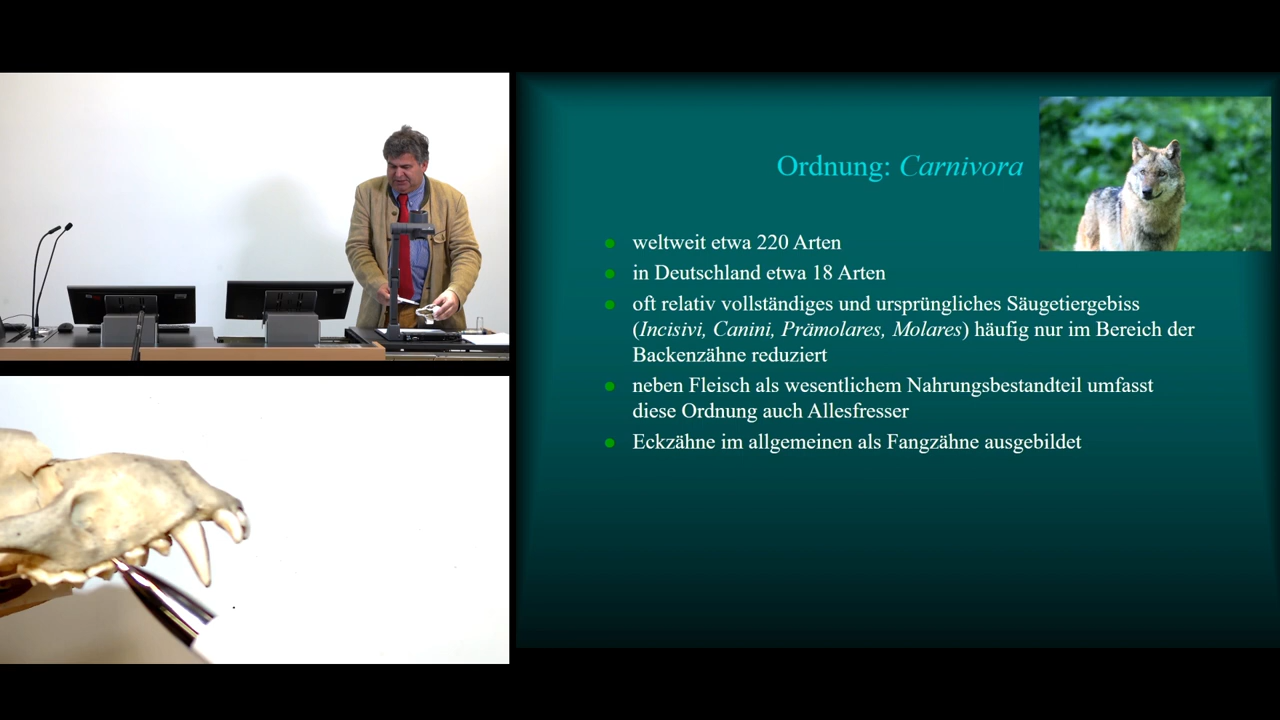 Ordnung: Carnivora
weltweit etwa 220 Arten
in Deutschland etwa 18 Arten
oft relativ vollständiges und ursprüngliches Säugetiergebiss
(Incisivi, Canini, Prämolares, Molares) häufig nur im Bereich der
Backenzähne reduziert
neben Fleisch als wesentlichem Nahrungsbestandteil umfasst
diese Ordnung auch Allesfresser
Eckzähne im allgemeinen als Fangzähne ausgebildet